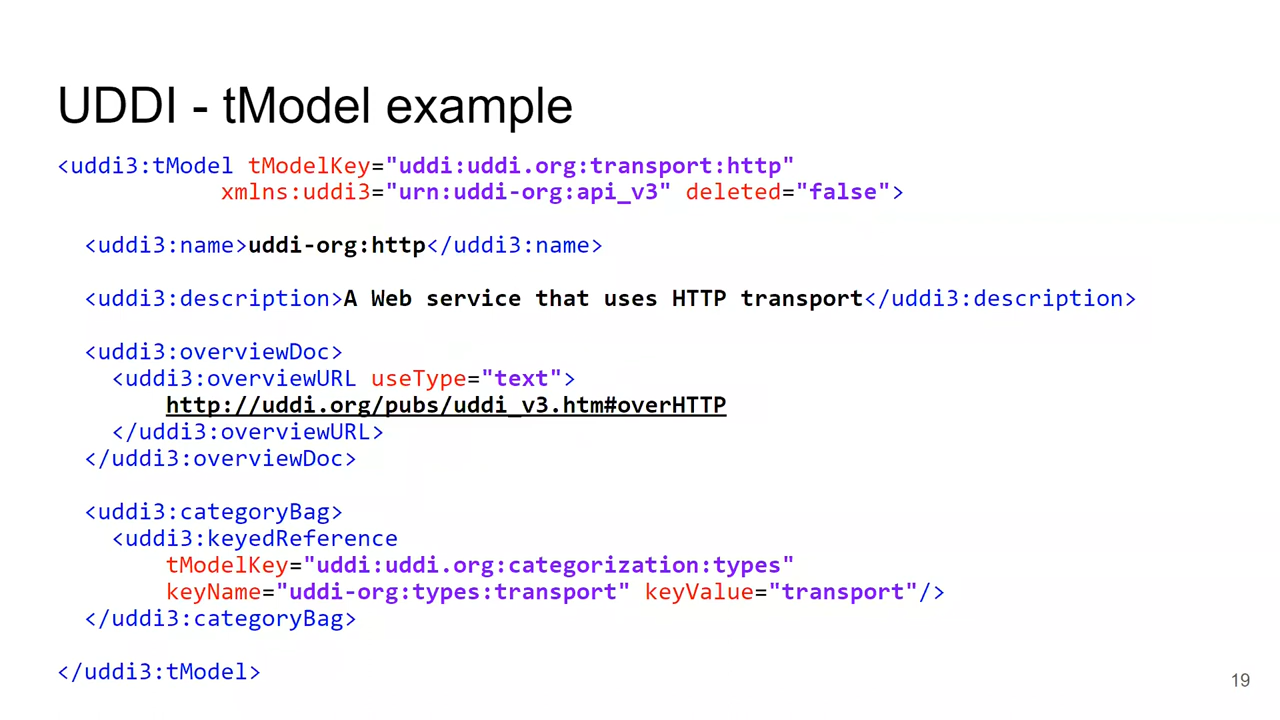 UDDI - tModel example
<uddi3:tModel tModelKey="uddi:uddi.org:transport:http"
xmlns:uddi3="urn:uddi-org:api_v3" deleted="false">
<uddi3:name>uddi-org:http</uddi3:name>
<uddi3:description>A Web service that uses HTTP transport</uddi3:description>
<uddi3:overviewDoc>
<uddi3:overviewURL useType="text">
http://uddi.org/pubs/uddi_v3.htm#overHTTP
</uddi3:overviewURL>
</uddi3:overviewDoc>
<uddi3:categoryBag>
<uddi3:keyedReference
tModelKey="uddi:uddi.org:categorization:types"
keyName="uddi-org:types:transport" keyValue="transport"/>
</uddi3:categoryBag>
</uddi3:tModel>
19